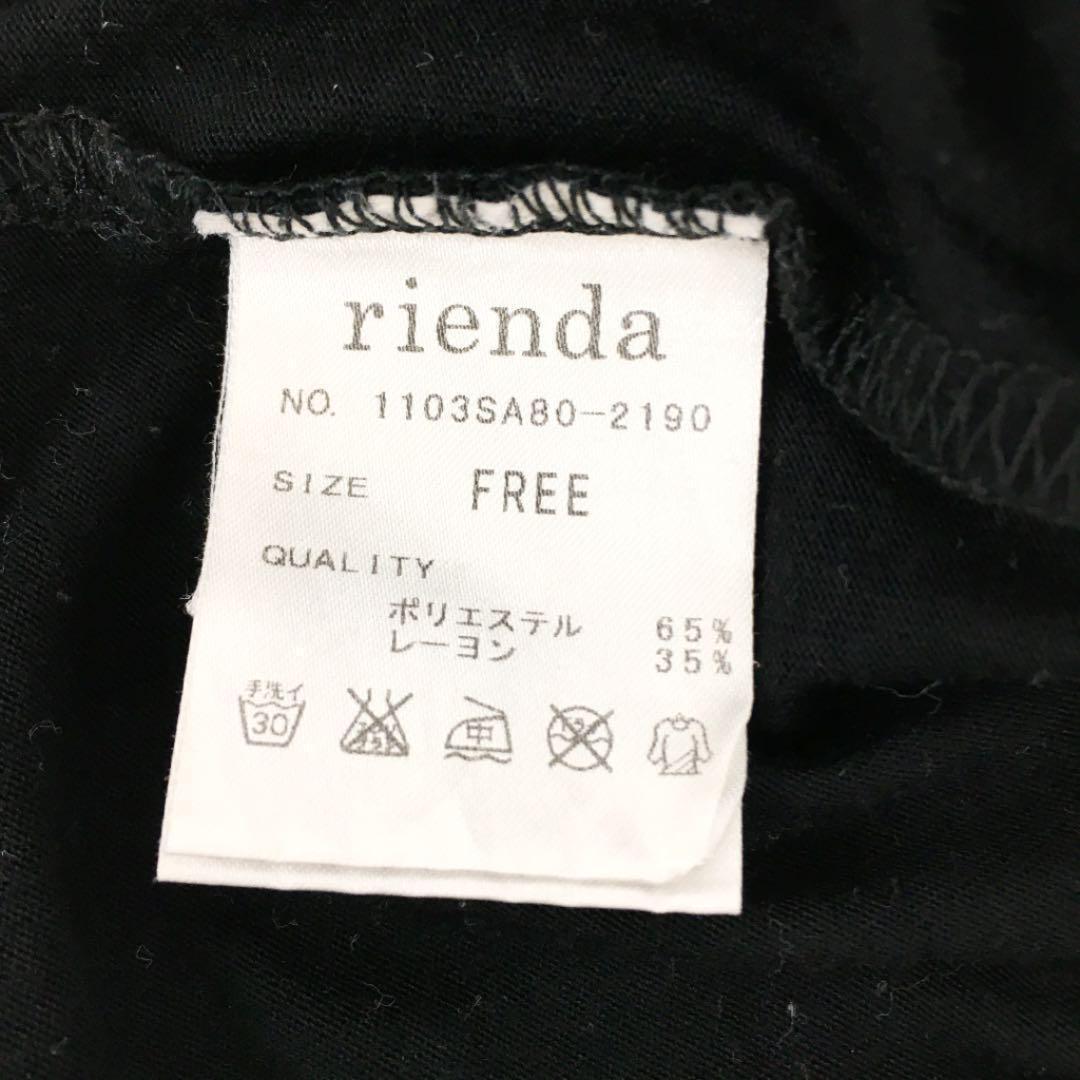 rienda
NO. 1103SA80-2190
SIZE FREE
QUALITY
ポリエステル 65%
レーヨン 35%
手洗イ
30 中